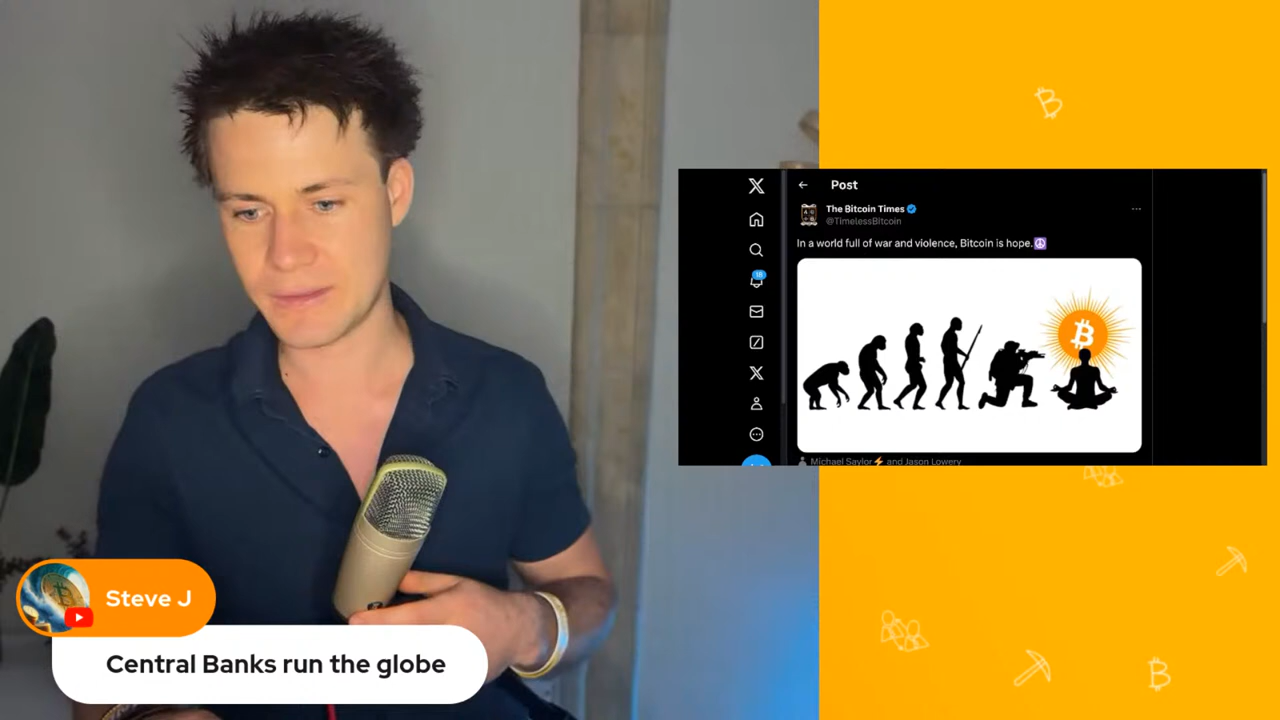 Post
The Bitcoin Times
@TimelessBitcoin
In a world full of war and violence, Bitcoin is hope.
18
Michael Saylor⚡ and Jason Lowery
Steve J
Central Banks run the globe